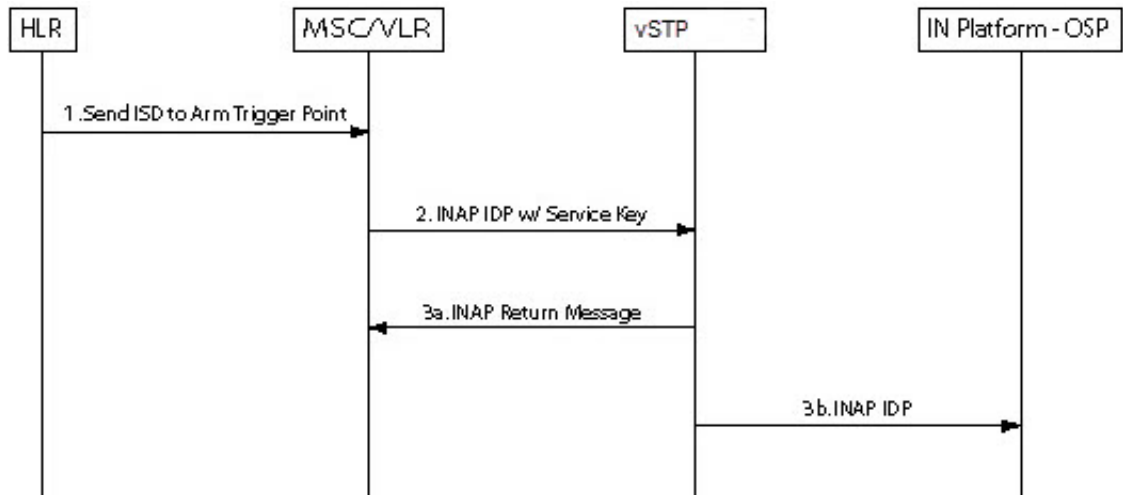 HLR
MSC/VLR
vSTP
IN Platform - OSP
1.Send ISD to Arm Trigger Point
2. INAP IDP w/ Service Key
3a.INAP Return Message
3b.INAP IDP